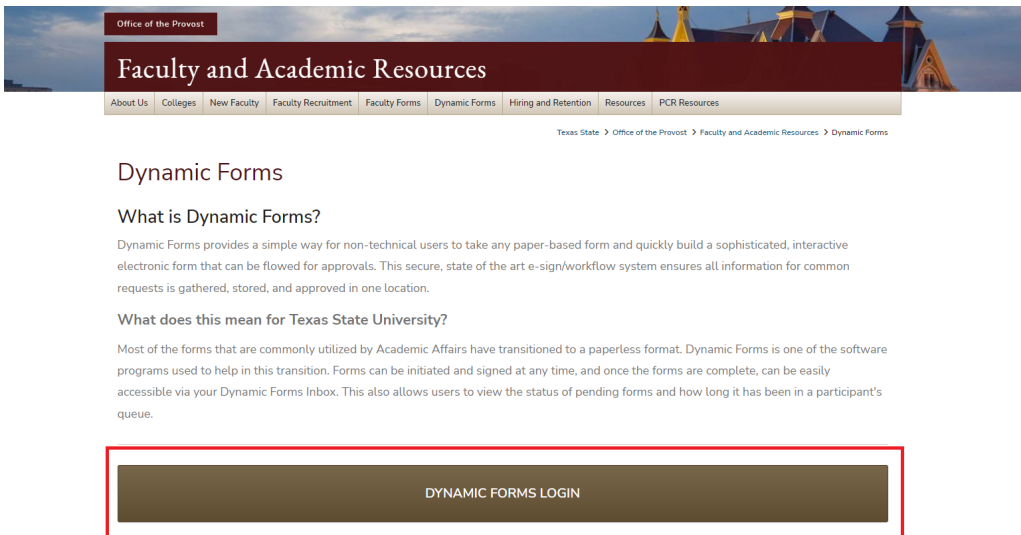 Office of the Provost
Faculty and Academic Resources
About Us Colleges New Faculty Faculty Recruitment Faculty Forms Dynamic Forms Hiring and Retention Resources PCR Resources
Texas State > Office of the Provost > Faculty and Academic Resources > Dynamic Forms
Dynamic Forms
What is Dynamic Forms?
Dynamic Forms provides a simple way for non-technical users to take any paper-based form and quickly build a sophisticated, interactive
electronic form that can be flowed for approvals. This secure, state of the art e-sign/workflow system ensures all information for common
requests is gathered, stored, and approved in one location.
What does this mean for Texas State University?
Most of the forms that are commonly utilized by Academic Affairs have transitioned to a paperless format. Dynamic Forms is one of the software
programs used to help in this transition. Forms can be initiated and signed at any time, and once the forms are complete, can be easily
accessible via your Dynamic Forms Inbox. This also allows users to view the status of pending forms and how long it has been in a participant's
queue.
DYNAMIC FORMS LOGIN